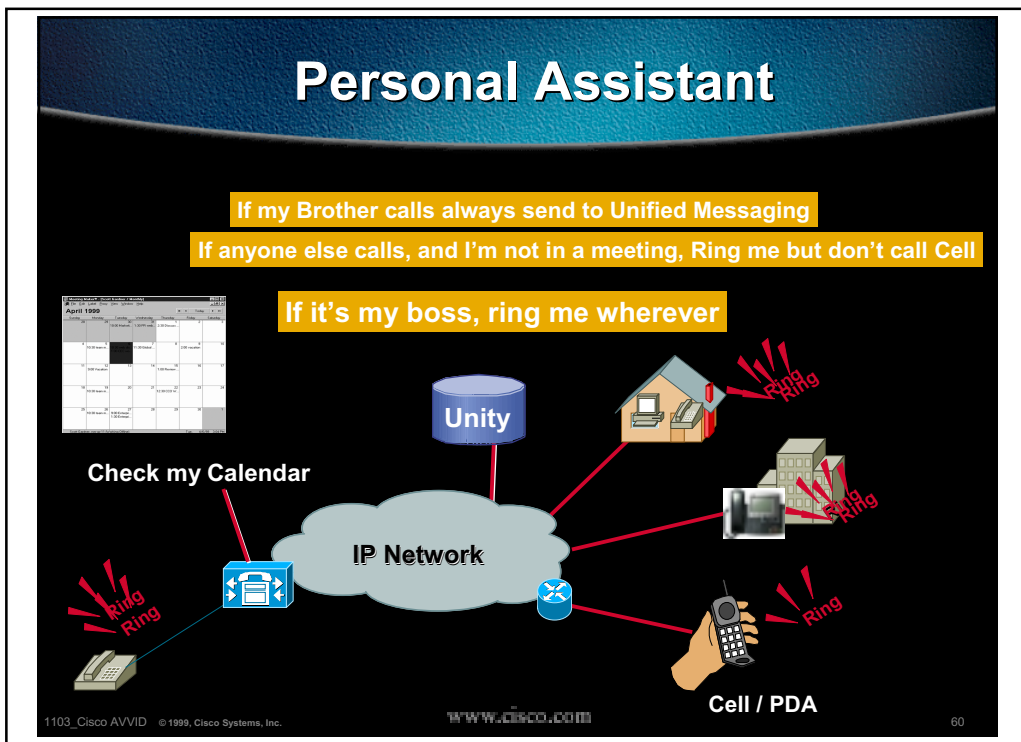 Personal Assistant
If my Brother calls always send to Unified Messaging
If anyone else calls, and I'm not in a meeting, Ring me but don't call Cell
If it's my boss, ring me wherever
April 1999
Unity
Check my Calendar
IP Network
Ring
Ring
Ring
Ring
Ring
Ring
Ring
Cell / PDA
1103_Cisco AVVID © 1999, Cisco Systems, Inc.
www.cisco.com
60